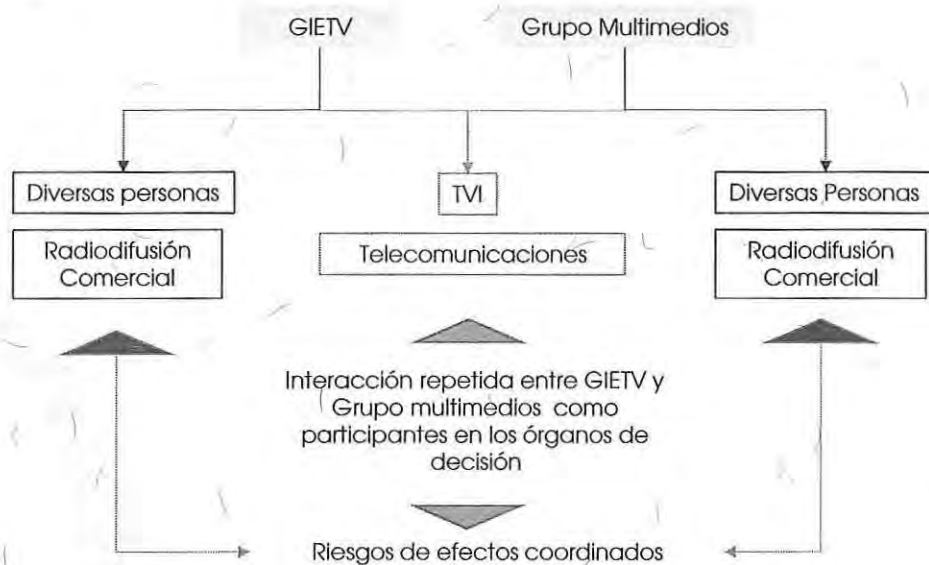 GIETV
Grupo Multimedios
Diversas personas
TVI
Diversas Personas
Radiodifusión
Comercial
Telecomunicaciones
Radiodifusión
Comercial
Interacción repetida entre GIETV y
Grupo multimedios como
participantes en los órganos de
decisión
Riesgos de efectos coordinados